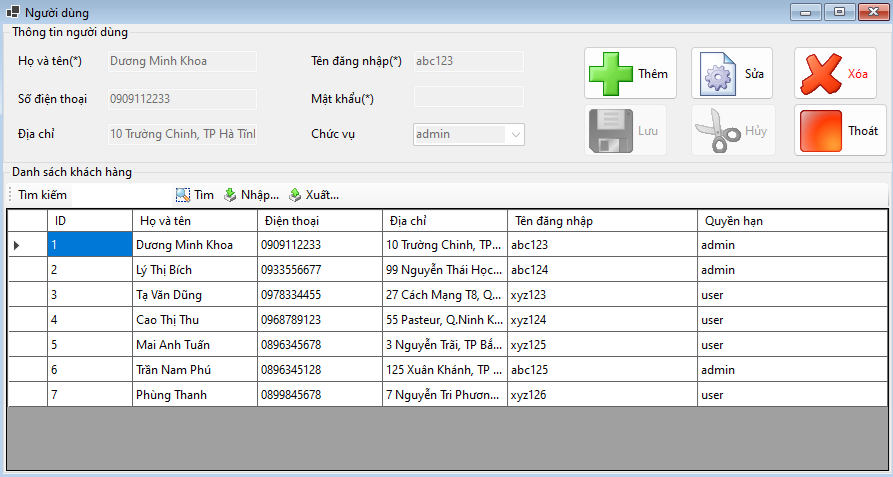 Người dùng
Thông tin người dùng
Họ và tên(*) Dương Minh Khoa Tên đăng nhập(*) abc123 Thêm Sửa Xóa
Số điện thoại 0909112233 Mật khẩu(*)
Địa chỉ 10 Trường Chinh, TP Hà Tĩnl Chức vụ admin Lưu Hủy Thoát
Danh sách khách hàng
Tìm kiếm Tìm Nhập... Xuất...
ID Họ và tên Điện thoại Địa chỉ Tên đăng nhập Quyền hạn
1 Dương Minh Khoa 0909112233 10 Trường Chinh, TP... abc123 admin
2 Lý Thị Bích 0933556677 99 Nguyễn Thái Học... abc124 admin
3 Tạ Văn Dũng 0978334455 27 Cách Mạng T8, Q... xyz123 user
4 Cao Thị Thu 0968789123 55 Pasteur, Q.Ninh K... xyz124 user
5 Mai Anh Tuấn 0896345678 3 Nguyễn Trãi, TP Bắ... xyz125 user
6 Trần Nam Phú 0896345128 125 Xuân Khánh, TP ... abc125 admin
7 Phùng Thanh 0899845678 7 Nguyễn Tri Phươn... xyz126 user